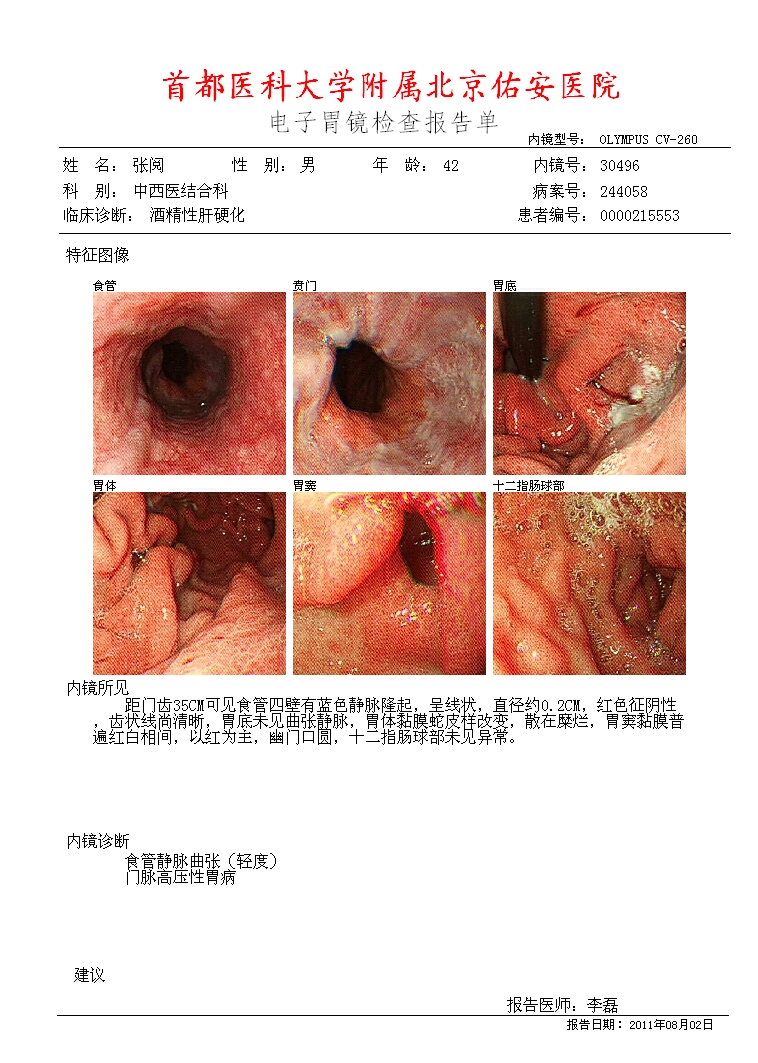 首都医科大学附属北京佑安医院
电子胃镜检查报告单
内镜型号： OLYMPUS CV-260
姓 名： 张阅 性 别： 男 年 龄： 42 内镜号： 30496
科 别： 中西医结合科 病案号： 244058
临床诊断： 酒精性肝硬化 患者编号： 0000215553
特征图像
食管 贲门 胃底
胃体 胃窦 十二指肠球部
内镜所见
距门齿35CM可见食管四壁有蓝色静脉隆起，呈线状，直径约0.2CM，红色征阴性
，齿状线尚清晰，胃底未见曲张静脉，胃体黏膜蛇皮样改变，散在糜烂，胃窦黏膜普
遍红白相间，以红为主，幽门口圆，十二指肠球部未见异常。
内镜诊断
食管静脉曲张（轻度）
门脉高压性胃病
建议
报告医师：李磊
报告日期：2011年08月02日